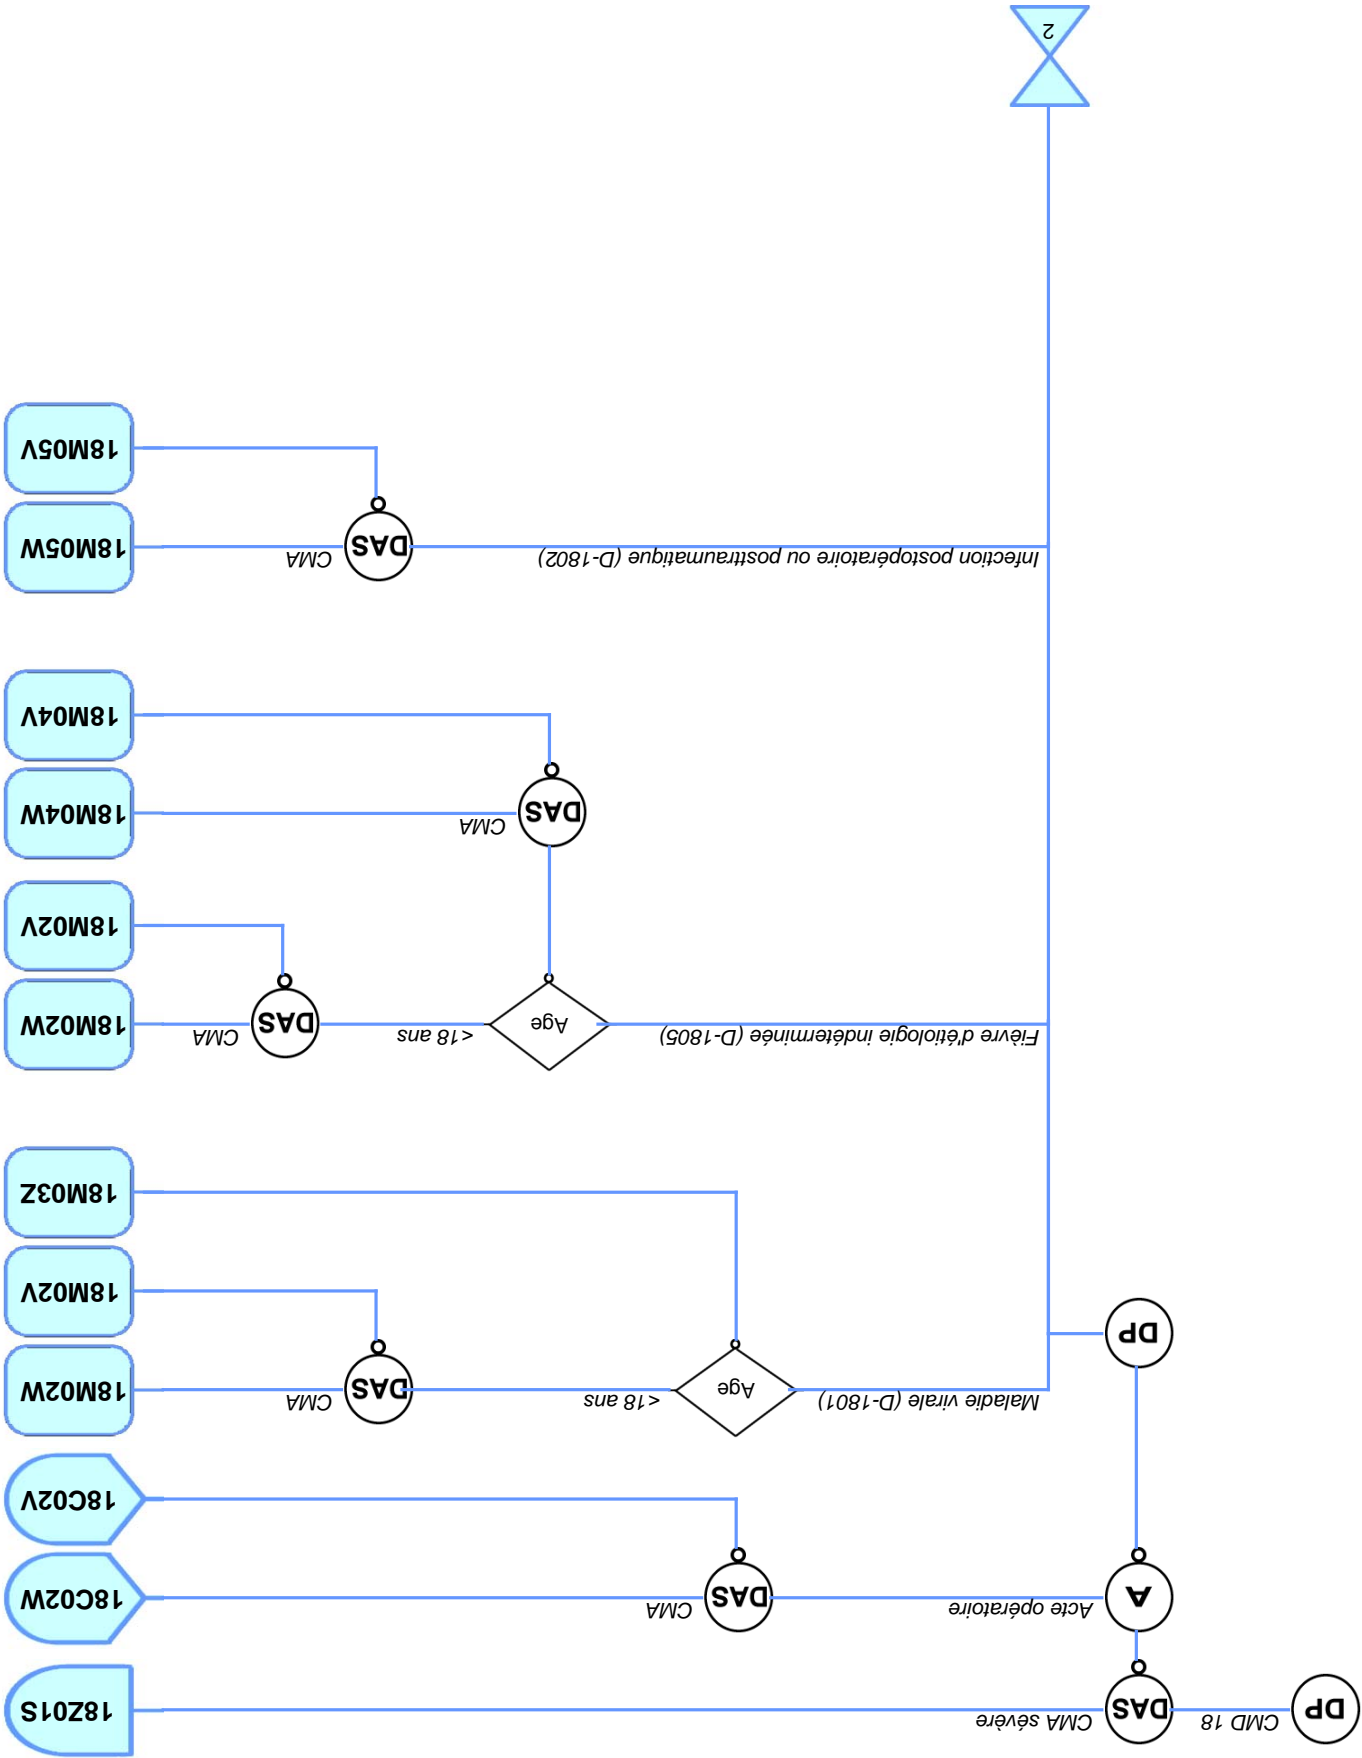 DP
CMD 18
DAS
CMA sévère
18Z01S
A
Acte opératoire
DAS
CMA
18C02W
18C02V
DP
Maladie virale (D-1801)
Age
<18 ans
DAS
CMA
18M02W
18M02V
18M03Z
Fièvre d'étiologie indéterminée (D-1805)
Age
<18 ans
DAS
CMA
18M02W
18M02V
DAS
CMA
18M04W
18M04V
Infection postopératoire ou posttraumatique (D-1802)
DAS
CMA
18M05W
18M05V
2